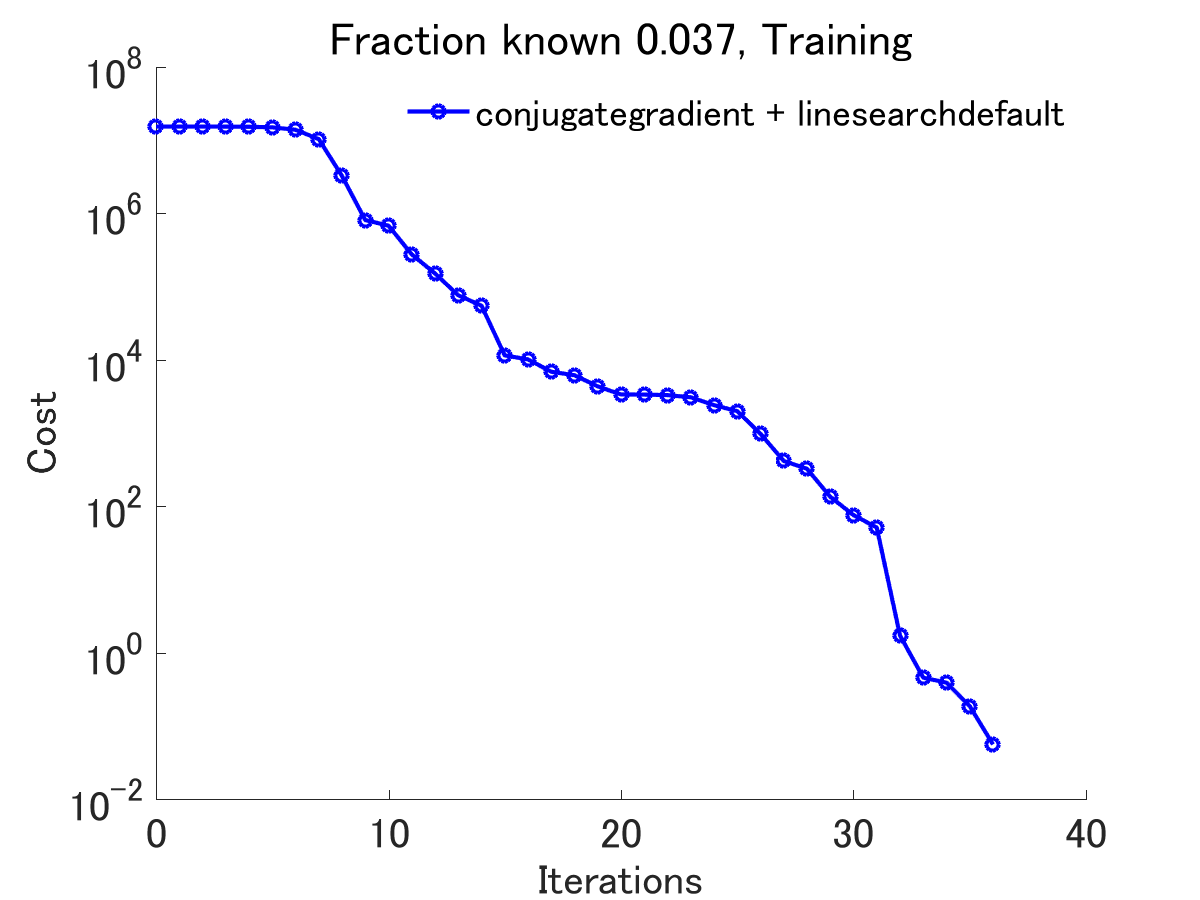 Fraction known 0.037, Training
conjugategradient + linesearchdefault
10^8
10^6
10^4
10^2
10^0
10^−2
Cost
0 10 20 30 40
Iterations